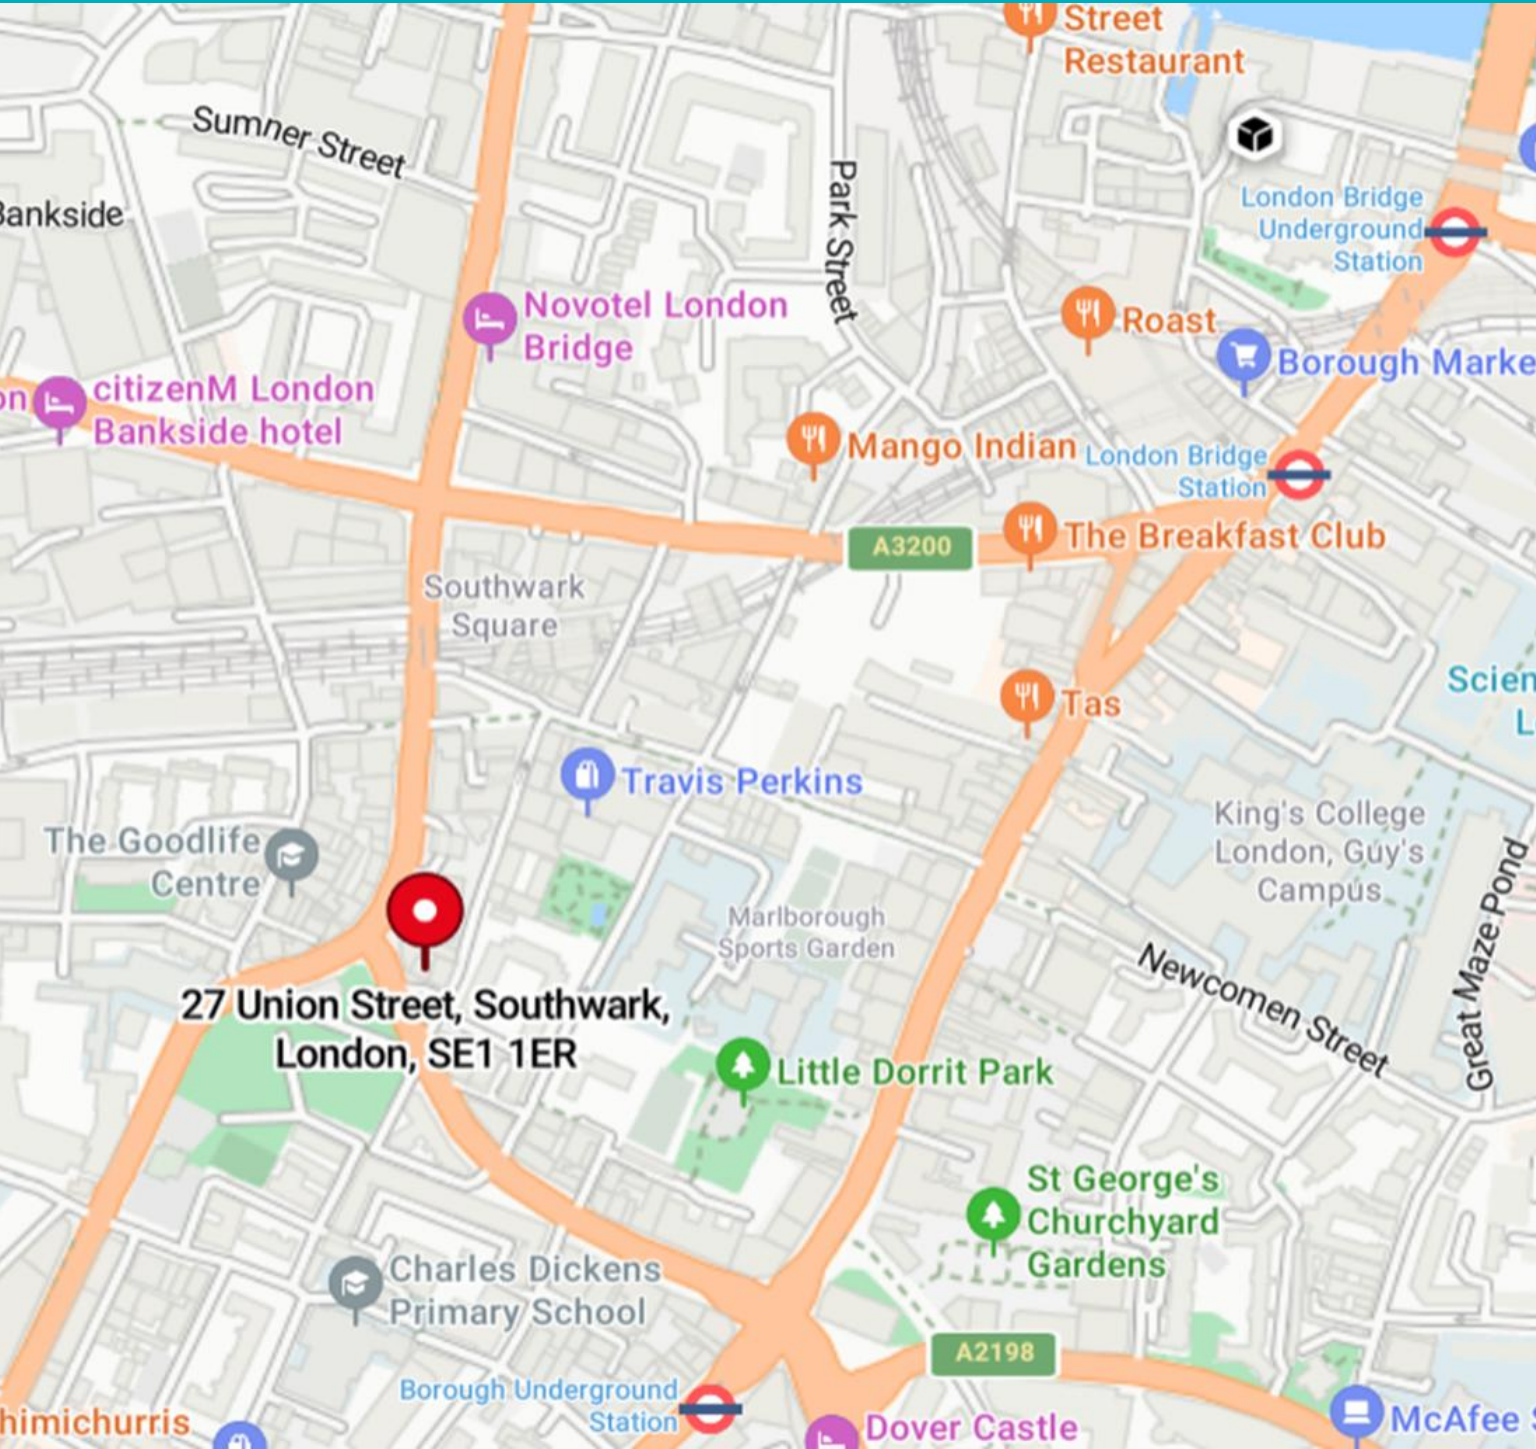 Street
Restaurant
Sumner Street
Bankside
Park Street
London Bridge
Underground
Station
Novotel London
Bridge
Roast
Borough Marke
on
citizenM London
Bankside hotel
Mango Indian
London Bridge
Station
A3200
The Breakfast Club
Southwark
Square
Scien
L
Tas
Travis Perkins
The Goodlife
Centre
King's College
London, Guy's
Campus
Marlborough
Sports Garden
Great Maze Pond
Newcomen Street
27 Union Street, Southwark,
London, SE1 1ER
Little Dorrit Park
St George's
Churchyard
Gardens
Charles Dickens
Primary School
A2198
Borough Underground
Station
himichurris
Dover Castle
McAfee S